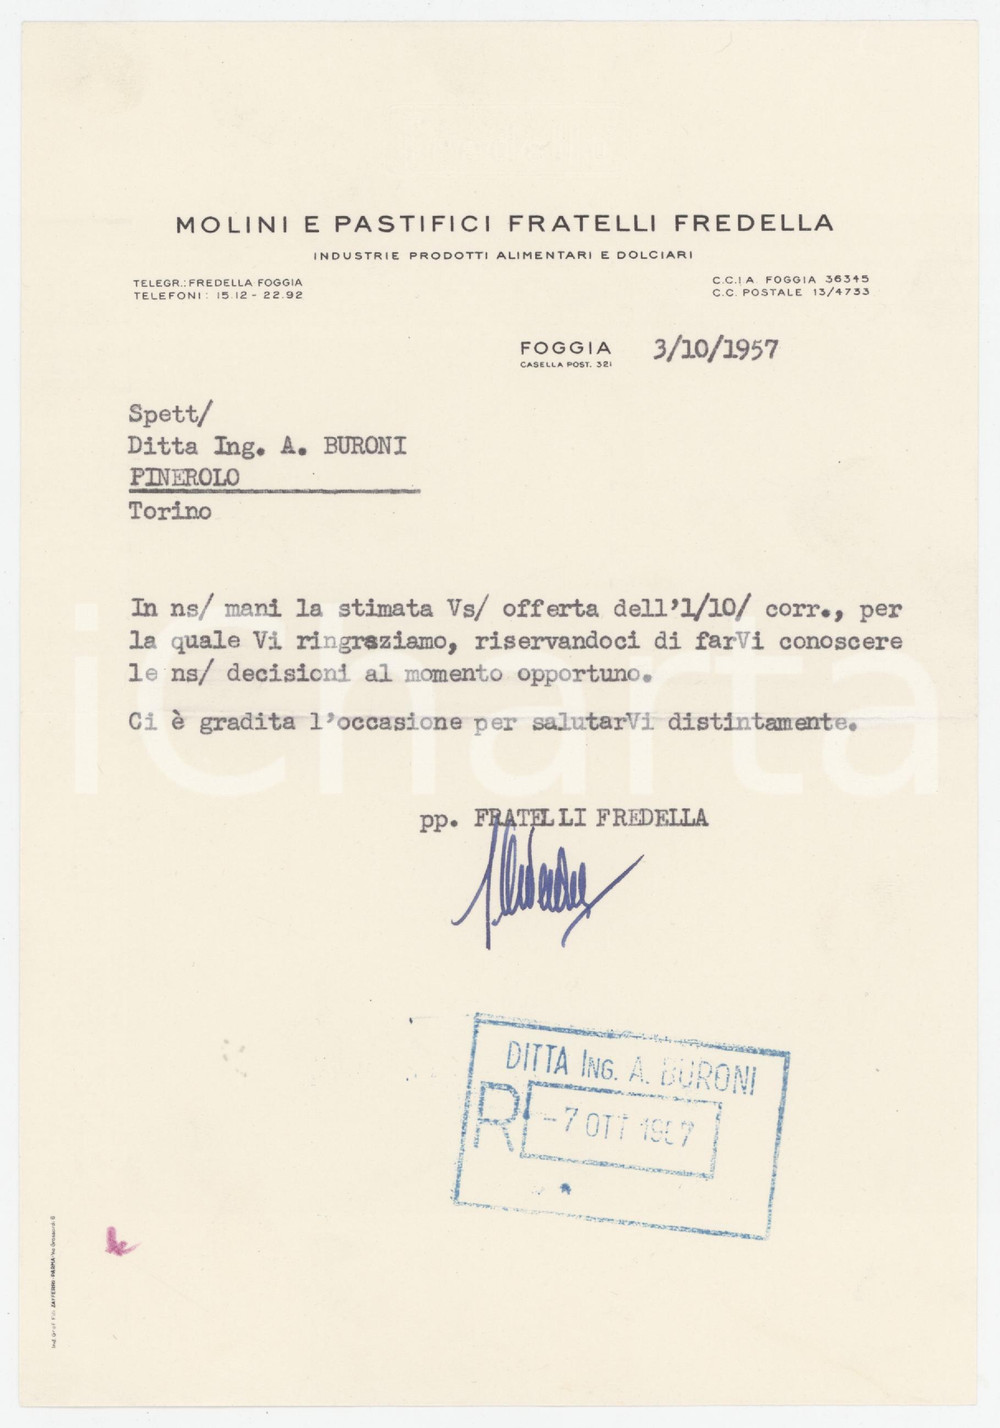 MOLINI E PASTIFICI FRATELLI FREDELLA
INDUSTRIE PRODOTTI ALIMENTARI E DOLCIARI
TELEGR.: FREDELLA FOGGIA
TELEFONI: 15.12 - 22.92
C.C.I.A. FOGGIA 36345
C.C. POSTALE 13/4733
FOGGIA 3/10/1957
CASELLA POST. 321
Spett/
Ditta Ing. A. BURONI
PINEROLO
Torino
In ns/ mani la stimata Vs/ offerta dell'1/10/ corr., per
la quale Vi ringraziamo, riservandoci di farVi conoscere
le ns/ decisioni al momento opportuno.
Ci è gradita l'occasione per salutarVi distintamente.
iCharta
pp. FRATELLI FREDELLA
DITTA ING. A. BURONI
R -7 OTT 1957
ZAFFERRI PARMA